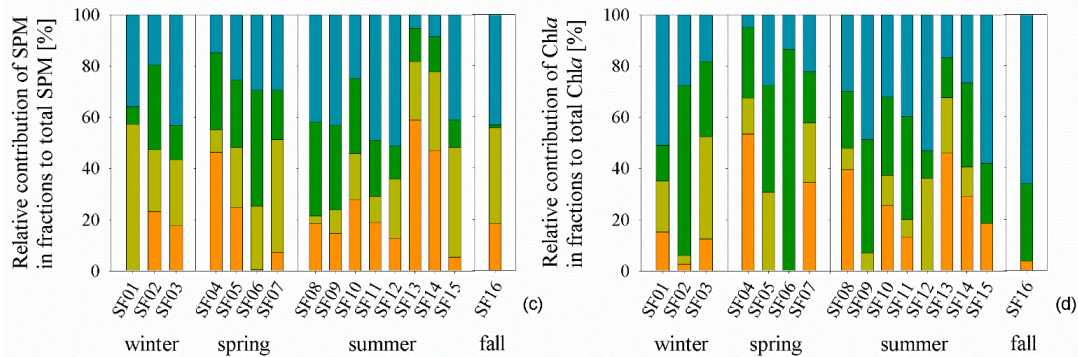 Relative contribution of SPM
in fractions to total SPM [%]
100
80
60
40
20
0
SF01
SF02
SF03
SF04
SF05
SF06
SF07
SF08
SF09
SF10
SF11
SF12
SF13
SF14
SF15
SF16
(c)
winter
spring
summer
fall
Relative contribution of Chla
in fractions to total Chla [%]
100
80
60
40
20
0
SF01
SF02
SF03
SF04
SF05
SF06
SF07
SF08
SF09
SF10
SF11
SF12
SF13
SF14
SF15
SF16
(d)
winter
spring
summer
fall